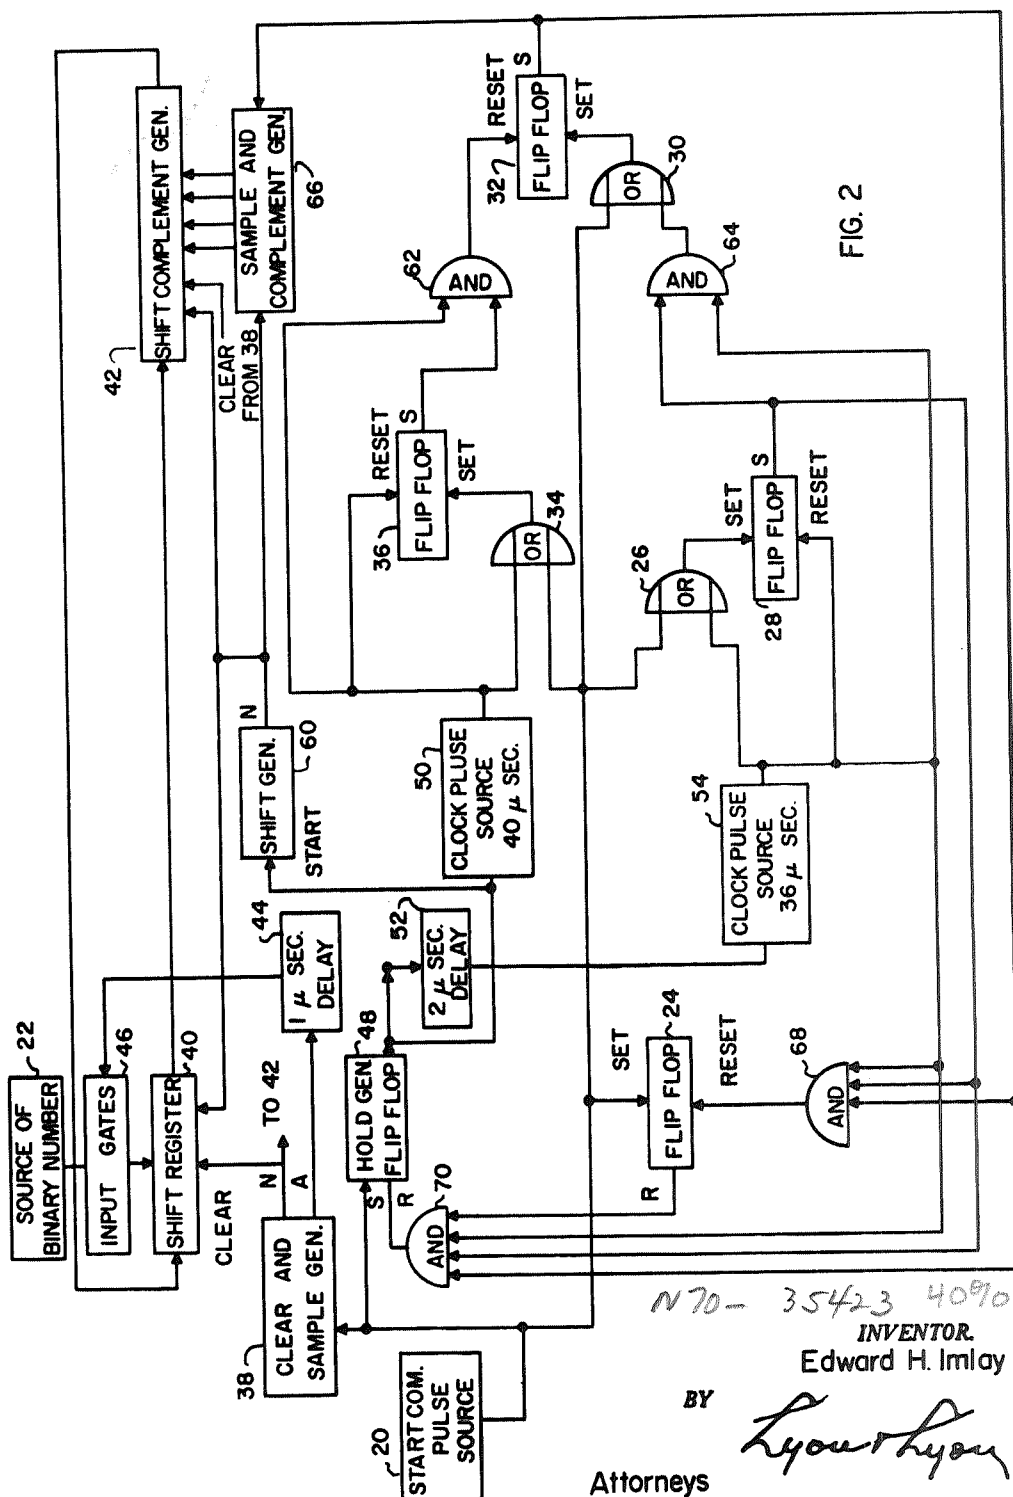 22
SOURCE OF
BINARY NUMBER
46
INPUT GATES
40
SHIFT REGISTER
CLEAR
N
TO 42
A
38
CLEAR AND
SAMPLE GEN.
44
1 μ SEC.
DELAY
42
SHIFT COMPLEMENT GEN.
CLEAR
FROM 38
SAMPLE AND
COMPLEMENT GEN.
66
N
SHIFT GEN.
60
START
20
START COM.
PULSE
SOURCE
S
HOLD GEN.
FLIP FLOP
48
R
AND
70
52
2 μ SEC.
DELAY
50
CLOCK PLUSE
SOURCE
40 μ SEC.
36
FLIP FLOP
RESET
S
SET
OR
34
62
AND
RESET
32
FLIP FLOP
S
SET
OR
30
AND
64
SET
FLIP FLOP
24
R
RESET
68
AND
54
CLOCK PULSE
SOURCE
36 μ SEC.
26
OR
SET
FLIP FLOP
28
S
RESET
FIG. 2
N70- 35423 4090
INVENTOR.
Edward H. Imlay
BY
Lyon & Lyon
Attorneys